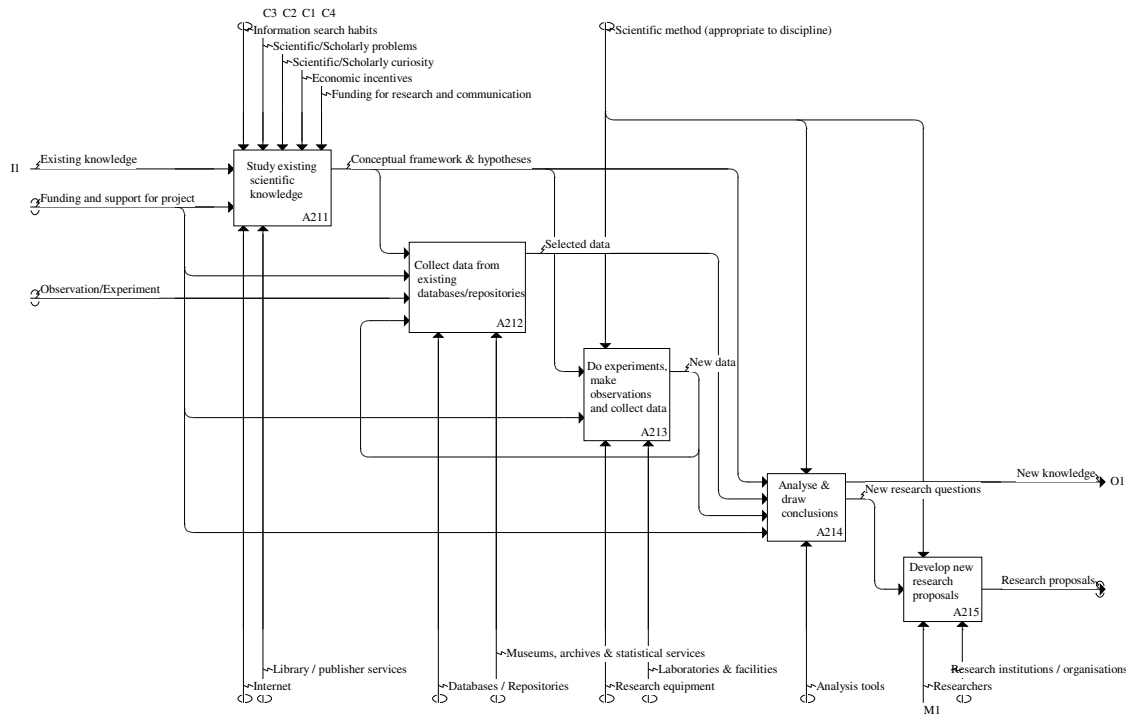 C3 C2 C1 C4
Information search habits
Scientific method (appropriate to discipline)
Scientific/Scholarly problems
Scientific/Scholarly curiosity
Economic incentives
Funding for research and communication
I1
Existing knowledge
Study existing
scientific
knowledge
A211
Conceptual framework & hypotheses
Funding and support for project
Selected data
Collect data from
existing
databases/repositories
A212
Observation/Experiment
New data
Do experiments,
make
observations
and collect data
A213
New knowledge
O1
Analyse &
draw
conclusions
A214
New research questions
Develop new
research
proposals
A215
Research proposals
Museums, archives & statistical services
Library / publisher services
Laboratories & facilities
Research institutions / organisations
Internet
Databases / Repositories
Research equipment
Analysis tools
Researchers
M1